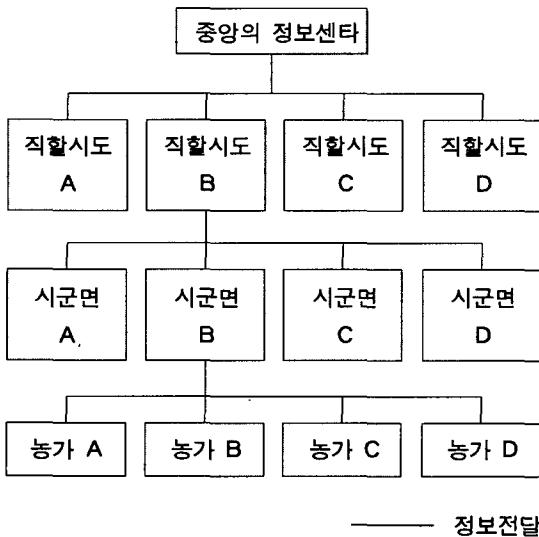 중앙의 정보센타
직할시도 직할시도 직할시도 직할시도
A B C D
시군면 시군면 시군면 시군면
A B C D
농가 A 농가 B 농가 C 농가 D
정보전달